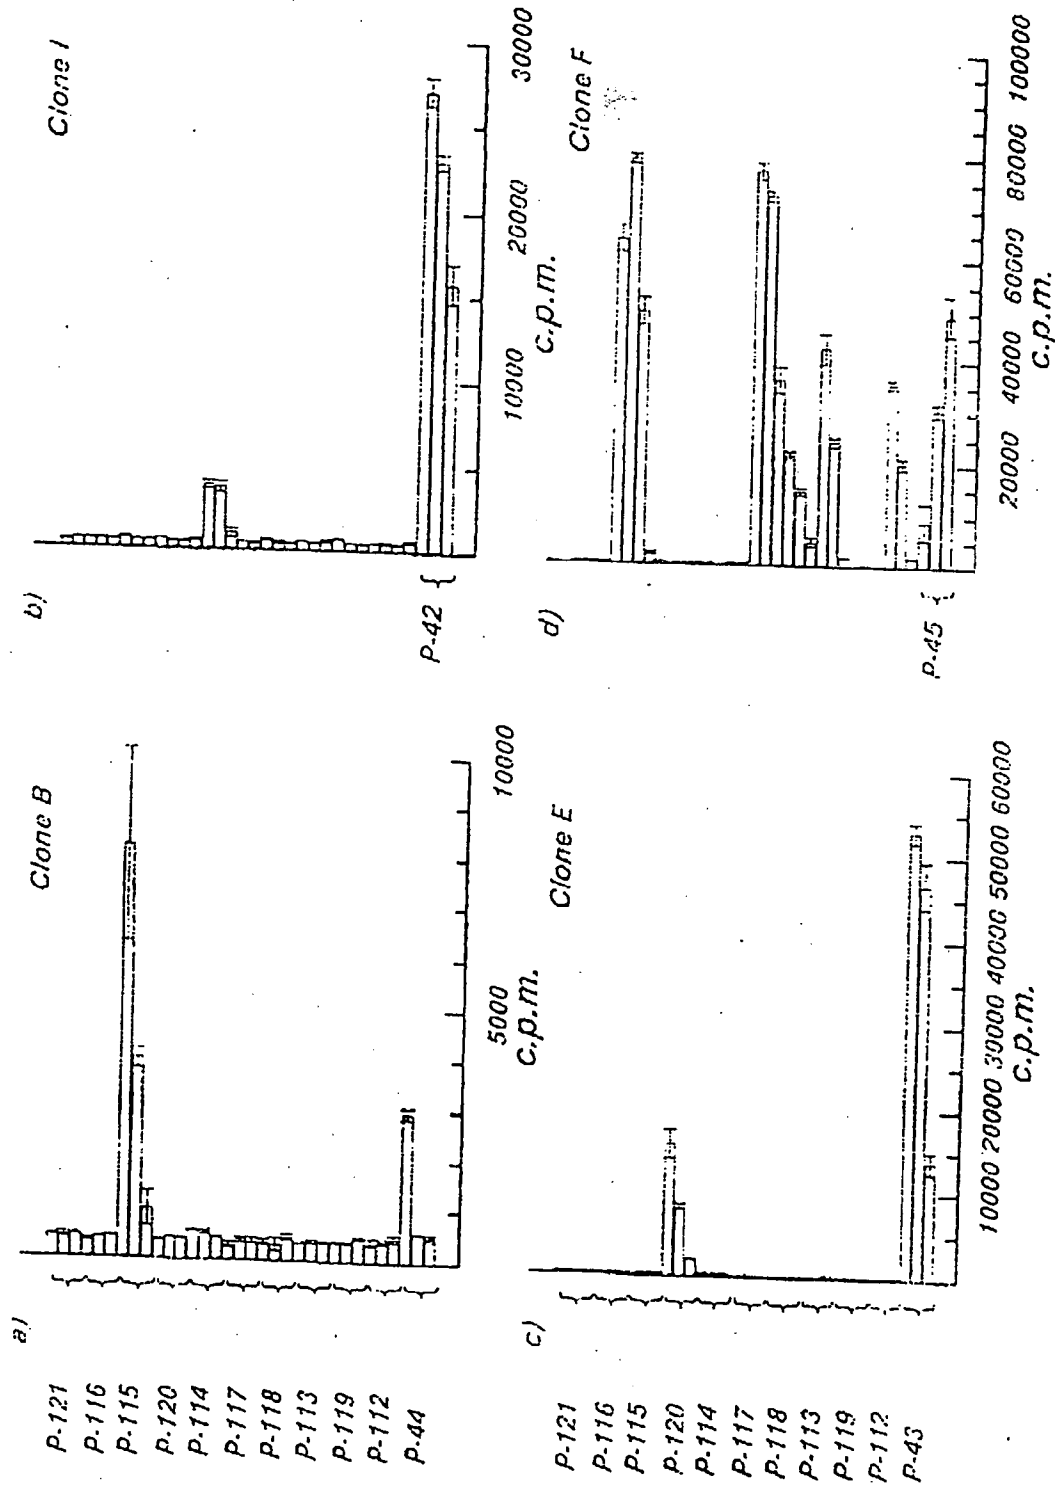 a)
Clone B
P-121
P-116
P-115
P-120
P-114
P-117
P-118
P-113
P-119
P-112
P-44
5000
10000
c.p.m.
b)
Clone I
P-42
10000
20000
30000
c.p.m.
c)
Clone E
P-121
P-116
P-115
P-120
P-114
P-117
P-118
P-113
P-119
P-112
P-43
10000 20000 30000 40000 50000 60000
c.p.m.
d)
Clone F
P-45
20000 40000 60000 80000 100000
c.p.m.